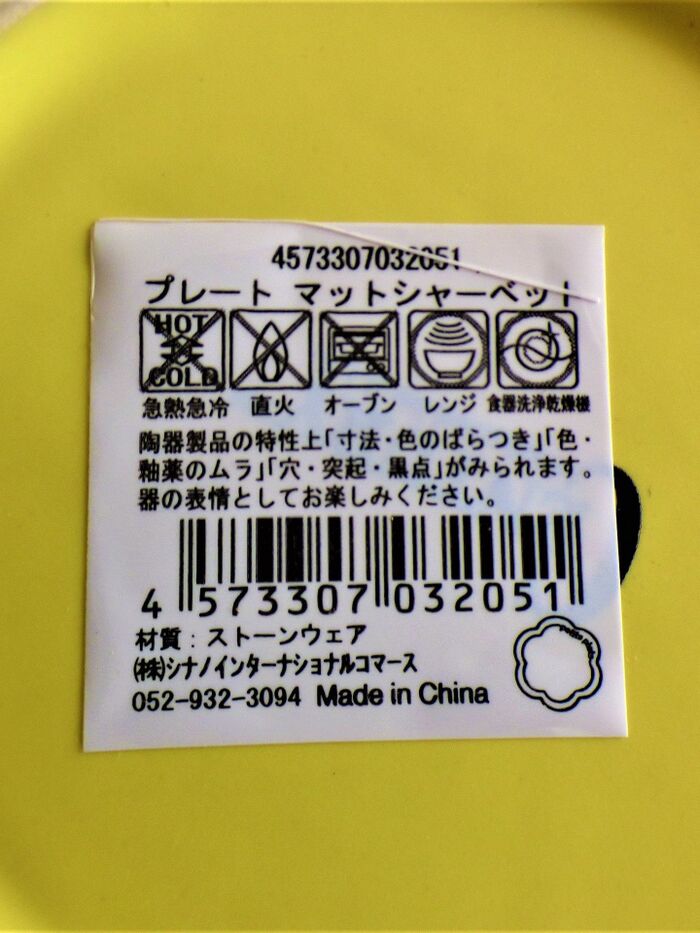 4573307032051
プレート マットシャーベット
HOT
COLD
急熱急冷 直火 オーブン レンジ 食器洗浄乾燥機
陶器製品の特性上「寸法・色のばらつき」「色・
釉薬のムラ」「穴・突起・黒点」がみられます。
器の表情としてお楽しみください。
4 573307 032051
材質：ストーンウェア
(株)シナノインターナショナルコマース
052-932-3094 Made in China